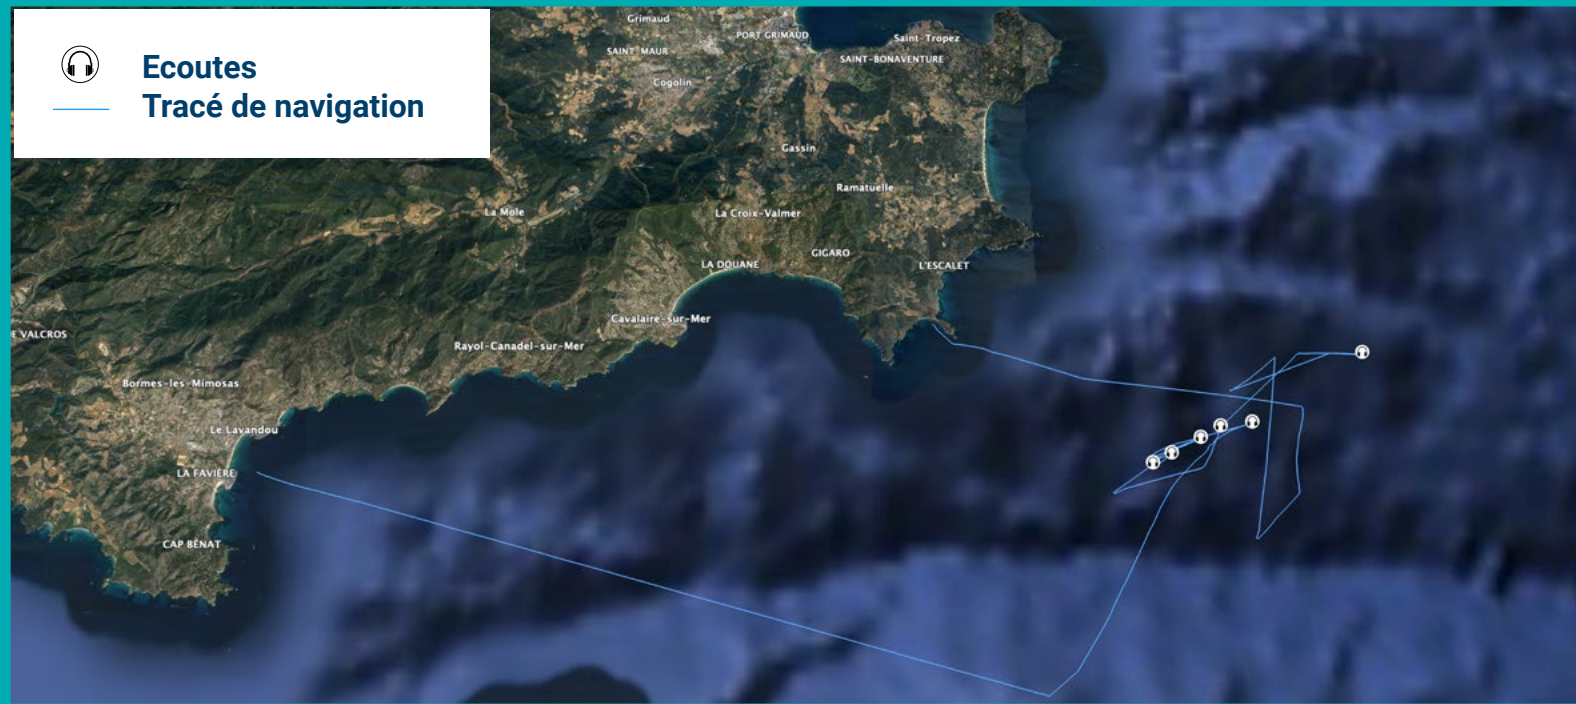 Ecoutes
Tracé de navigation
Grimaud
PORT GRIMAUD
Saint-Tropez
SAINT MAUR
SAINT-BONAVENTURE
Cogolin
Gassin
Ramatuelle
La Mole
La Croix-Valmer
GIGARO
LA DOUANE
L'ESCALET
Cavalaire-sur-Mer
E VALCROS
Rayol-Canadel-sur-Mer
Bormes-les-Mimosas
Le Lavandou
LA FAVIÈRE
CAP BÉNAT